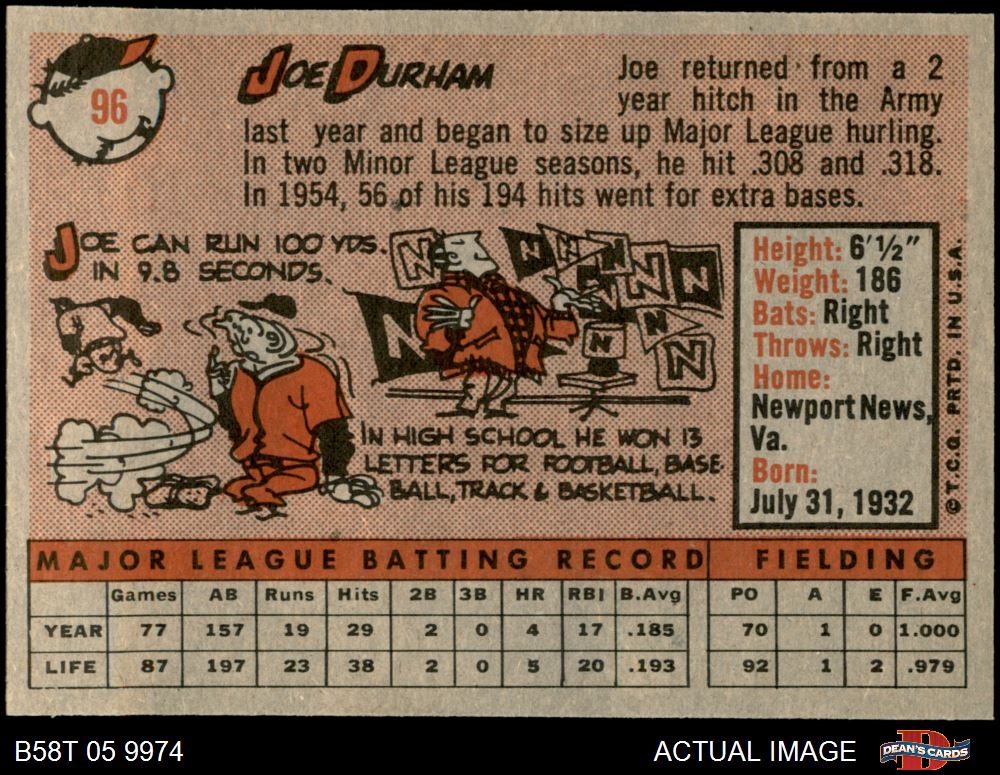 96
JOE DURHAM
Joe returned from a 2
year hitch in the Army
last year and began to size up Major League hurling.
In two Minor League seasons, he hit .308 and .318.
In 1954, 56 of his 194 hits went for extra bases.
JOE CAN RUN 100 YDS.
IN 9.8 SECONDS.
N N N N N N N N N N
IN HIGH SCHOOL HE WON 13
LETTERS FOR FOOTBALL, BASE
BALL, TRACK & BASKETBALL.
Height: 6'½"
Weight: 186
Bats: Right
Throws: Right
Home:
Newport News,
Va.
Born:
July 31, 1932
© T.C.G. PRTD. IN U.S.A.
MAJOR LEAGUE BATTING RECORD FIELDING
Games AB Runs Hits 2B 3B HR RBI B.Avg PO A E F.Avg
YEAR 77 157 19 29 2 0 4 17 .185 70 1 0 1.000
LIFE 87 197 23 38 2 0 5 20 .193 92 1 2 .979
B58T 05 9974 ACTUAL IMAGE DEAN'S CARDS